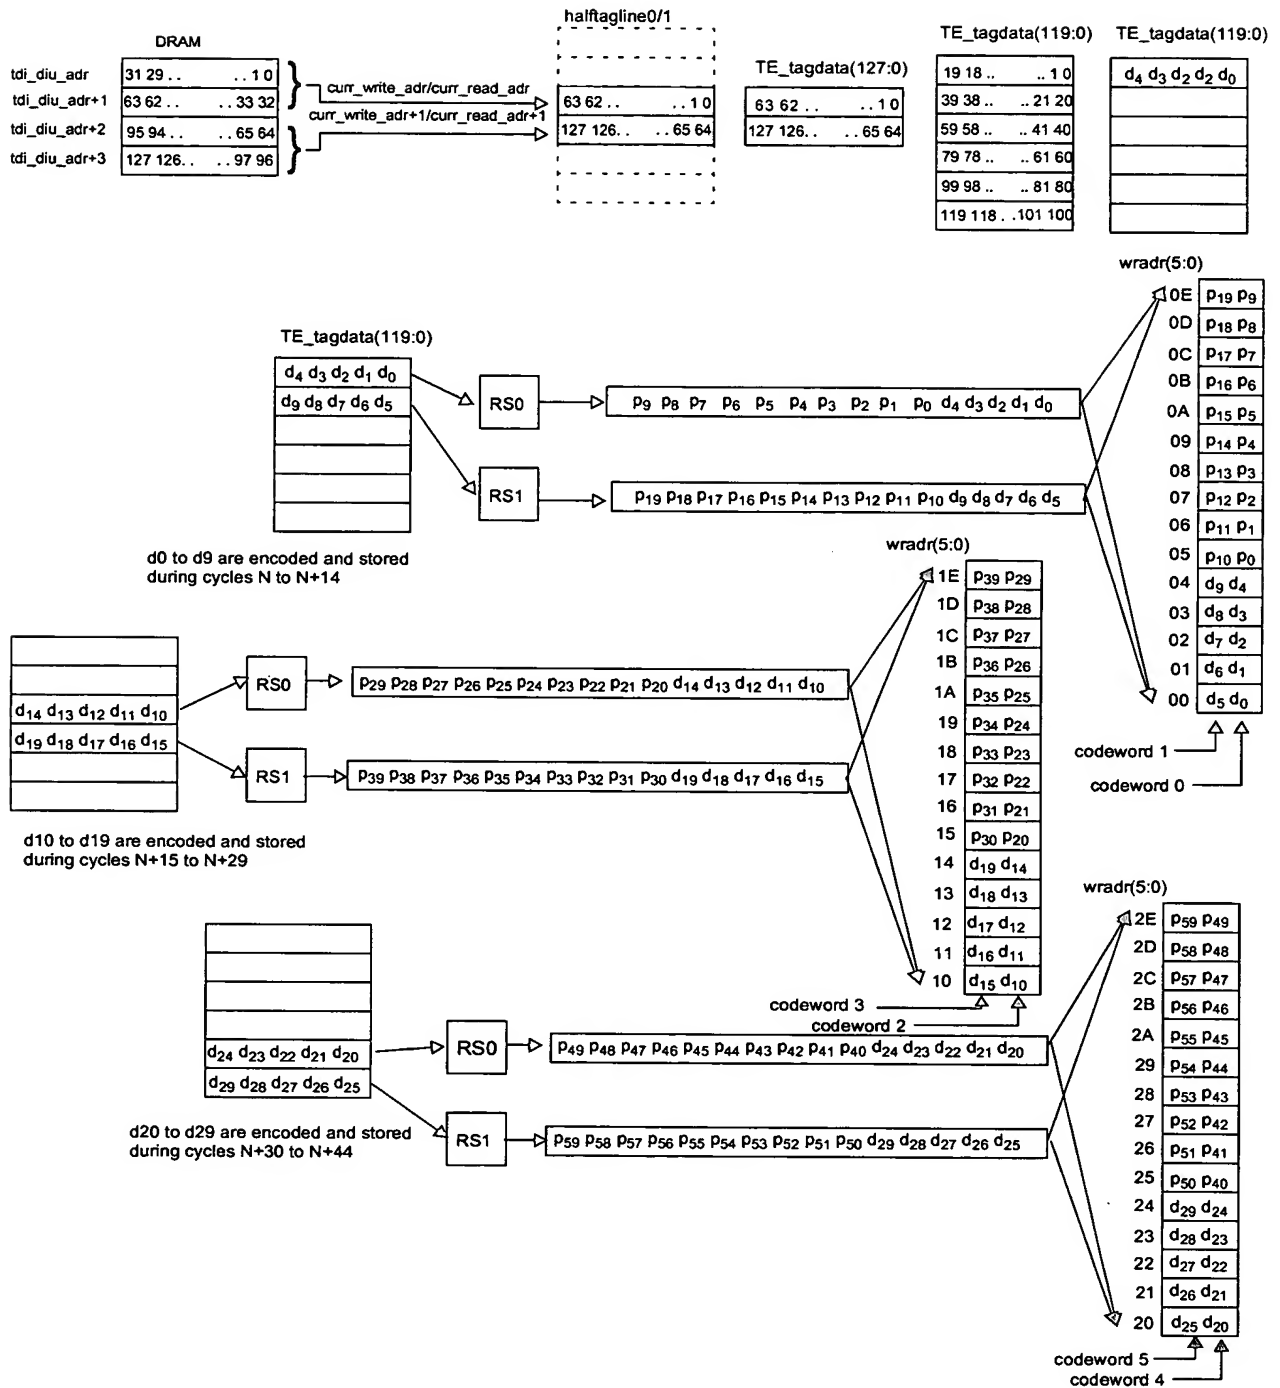 halftagline0/1
DRAM
tdi_diu_adr 31 29 . . . . 1 0
tdi_diu_adr+1 63 62 . . . . 33 32
tdi_diu_adr+2 95 94 . . . . 65 64
tdi_diu_adr+3 127 126. . . . 97 96
curr_write_adr/curr_read_adr
curr_write_adr+1/curr_read_adr+1
63 62 . . . . 1 0
127 126. . . . 65 64
TE_tagdata(127:0)
63 62 . . . . 1 0
127 126. . . . 65 64
TE_tagdata(119:0)
19 18 .. .. 1 0
39 38 .. .. 21 20
59 58 .. .. 41 40
79 78 .. .. 61 60
99 98 .. .. 81 80
119 118 . . 101 100
TE_tagdata(119:0)
d4 d3 d2 d2 d0
TE_tagdata(119:0)
d4 d3 d2 d1 d0
d9 d8 d7 d6 d5
RS0
p9 p8 p7 p6 p5 p4 p3 p2 p1 p0 d4 d3 d2 d1 d0
RS1
p19 p18 p17 p16 p15 p14 p13 p12 p11 p10 d9 d8 d7 d6 d5
d0 to d9 are encoded and stored
during cycles N to N+14
wradr(5:0)
0E p19 p9
0D p18 p8
0C p17 p7
0B p16 p6
0A p15 p5
09 p14 p4
08 p13 p3
07 p12 p2
06 p11 p1
05 p10 p0
04 d9 d4
03 d8 d3
02 d7 d2
01 d6 d1
00 d5 d0
codeword 1
codeword 0
d14 d13 d12 d11 d10
d19 d18 d17 d16 d15
RS0
p29 p28 p27 p26 p25 p24 p23 p22 p21 p20 d14 d13 d12 d11 d10
RS1
p39 p38 p37 p36 p35 p34 p33 p32 p31 p30 d19 d18 d17 d16 d15
d10 to d19 are encoded and stored
during cycles N+15 to N+29
wradr(5:0)
1E p39 p29
1D p38 p28
1C p37 p27
1B p36 p26
1A p35 p25
19 p34 p24
18 p33 p23
17 p32 p22
16 p31 p21
15 p30 p20
14 d19 d14
13 d18 d13
12 d17 d12
11 d16 d11
10 d15 d10
codeword 3
codeword 2
d24 d23 d22 d21 d20
d29 d28 d27 d26 d25
RS0
p49 p48 p47 p46 p45 p44 p43 p42 p41 p40 d24 d23 d22 d21 d20
RS1
p59 p58 p57 p56 p55 p54 p53 p52 p51 p50 d29 d28 d27 d26 d25
d20 to d29 are encoded and stored
during cycles N+30 to N+44
wradr(5:0)
2E p59 p49
2D p58 p48
2C p57 p47
2B p56 p46
2A p55 p45
29 p54 p44
28 p53 p43
27 p52 p42
26 p51 p41
25 p50 p40
24 d29 d24
23 d28 d23
22 d27 d22
21 d26 d21
20 d25 d20
codeword 5
codeword 4